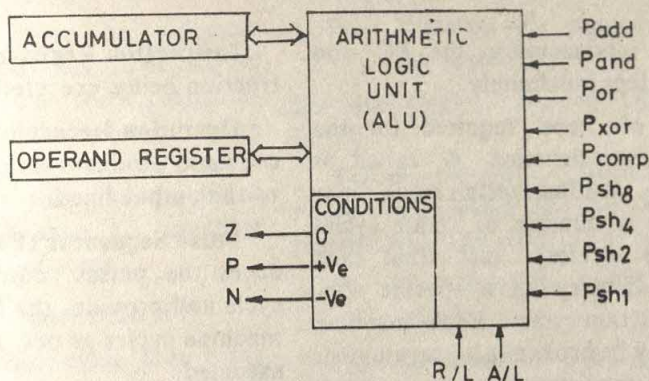 ACCUMULATOR
OPERAND REGISTER
ARITHMETIC
LOGIC
UNIT
(ALU)
CONDITIONS
Z 0
P +Ve
N -Ve
Padd
Pand
Por
Pxor
Pcomp
Psh8
Psh4
Psh2
Psh1
R/L A/L